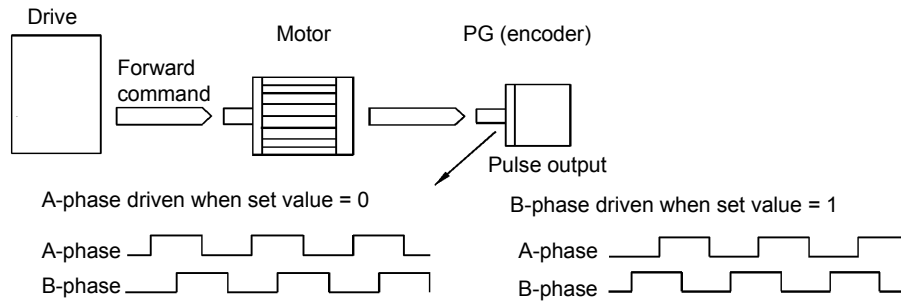 Drive
Motor
PG (encoder)
Forward
command
Pulse output
A-phase driven when set value = 0
B-phase driven when set value = 1
A-phase
B-phase
A-phase
B-phase